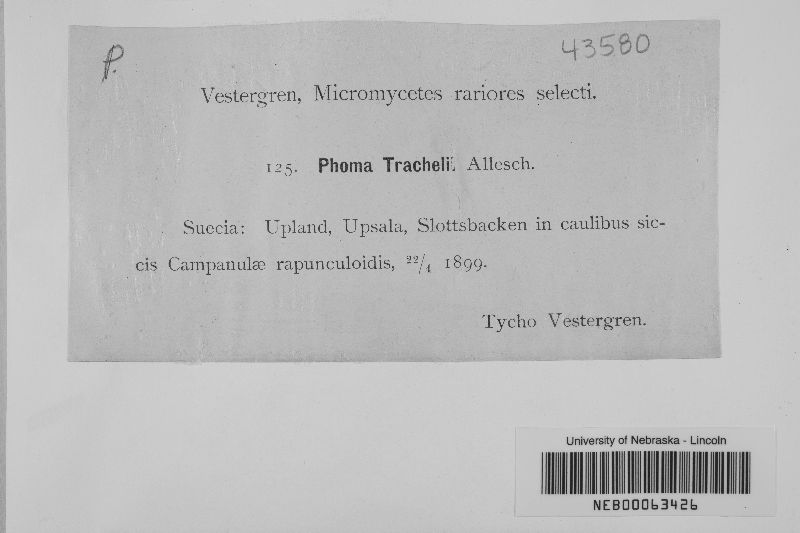 P.
43580
Vestergren, Micromycetes rariores selecti.
125. Phoma Trachelii Allesch.
Suecia: Upland, Upsala, Slottsbacken in caulibus sic-
cis Campanulæ rapunculoidis, 22/4 1899.
Tycho Vestergren.
University of Nebraska - Lincoln
NEB00063426